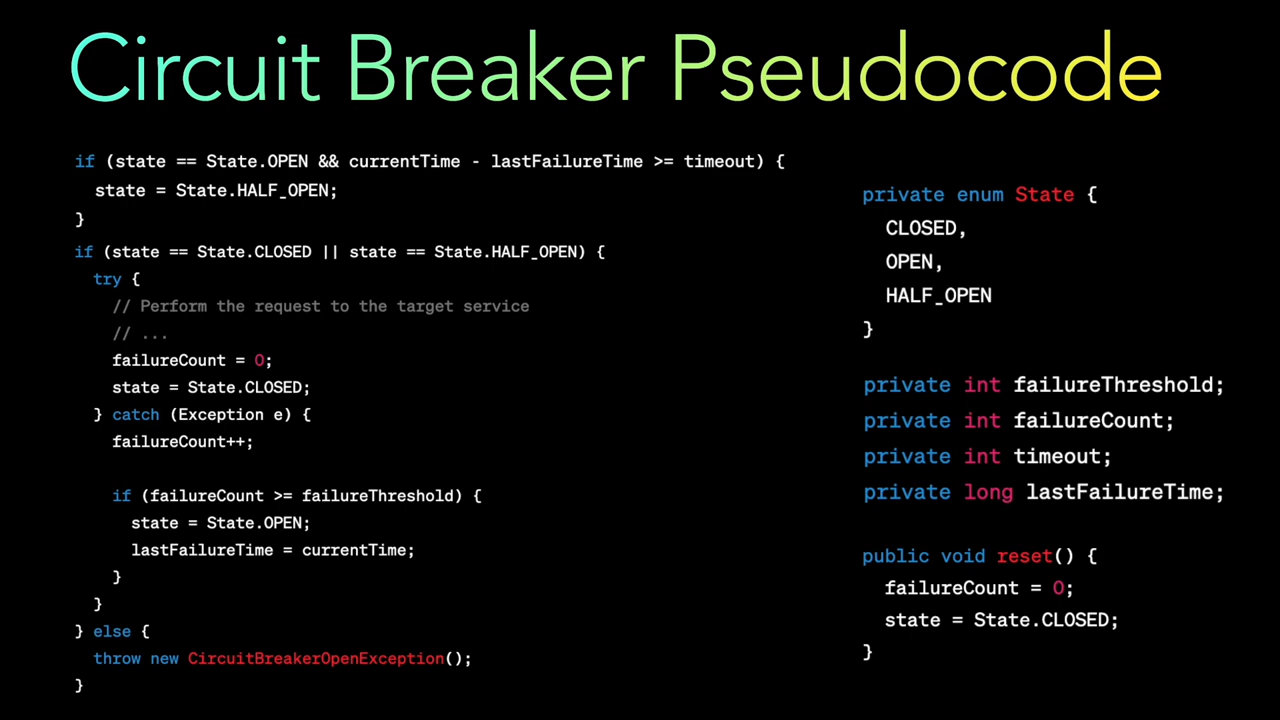 Circuit Breaker Pseudocode
if (state == State.OPEN && currentTime - lastFailureTime >= timeout) {
  state = State.HALF_OPEN;
}
if (state == State.CLOSED || state == State.HALF_OPEN) {
  try {
    // Perform the request to the target service
    // ...
    failureCount = 0;
    state = State.CLOSED;
  } catch (Exception e) {
    failureCount++;

    if (failureCount >= failureThreshold) {
      state = State.OPEN;
      lastFailureTime = currentTime;
    }
  }
} else {
  throw new CircuitBreakerOpenException();
}
private enum State {
  CLOSED,
  OPEN,
  HALF_OPEN
}
private int failureThreshold;
private int failureCount;
private int timeout;
private long lastFailureTime;
public void reset() {
  failureCount = 0;
  state = State.CLOSED;
}